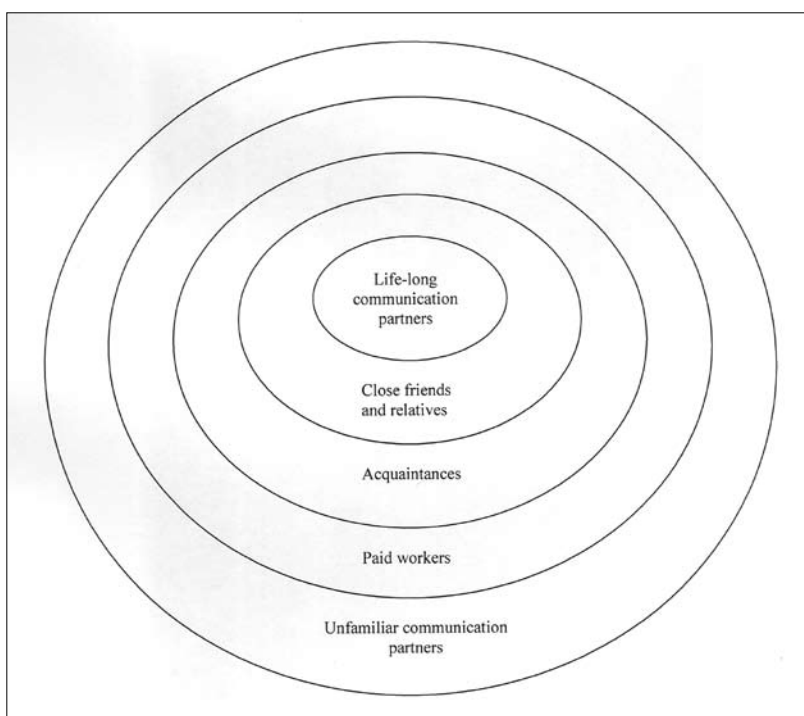 Life-long
communication
partners
Close friends
and relatives
Acquaintances
Paid workers
Unfamiliar communication
partners